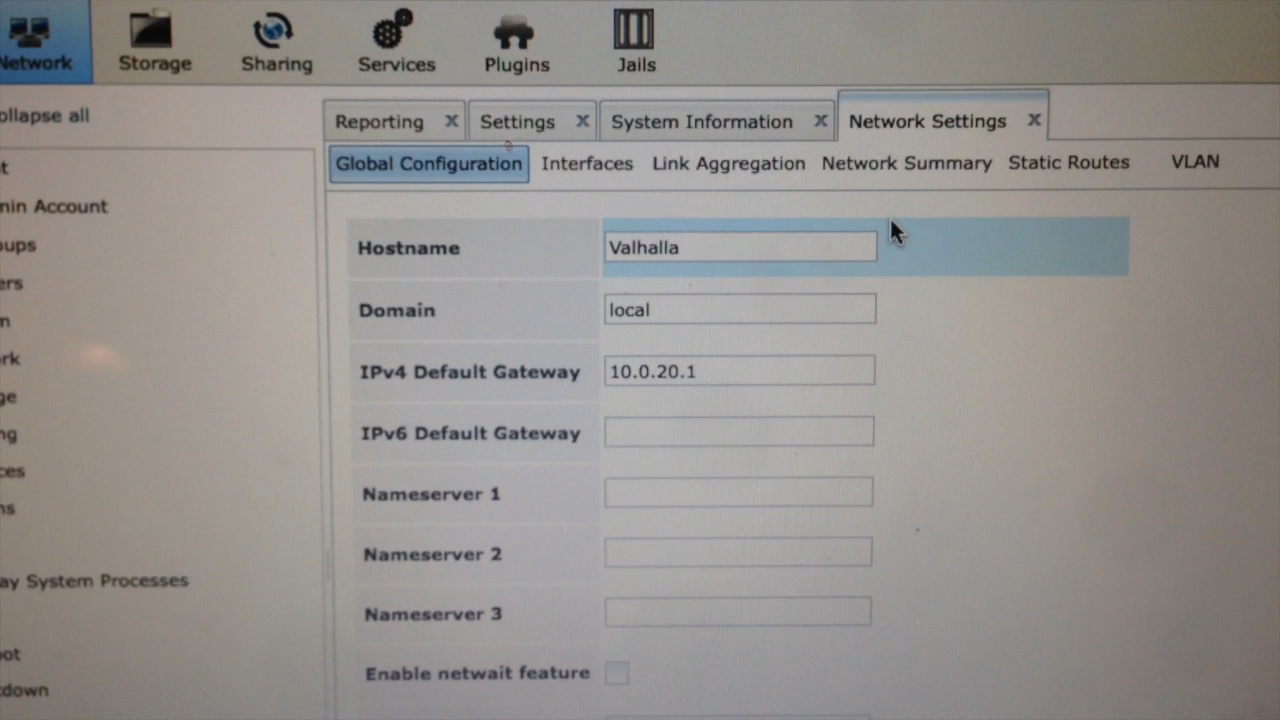 Network Storage Sharing Services Plugins Jails
ollapse all
Reporting X Settings X System Information X Network Settings X
Global Configuration Interfaces Link Aggregation Network Summary Static Routes VLAN
t
min Account
oups
ers
m
ork
ge
ng
ces
ns
ay System Processes
oot
tdown
Hostname Valhalla
Domain local
IPv4 Default Gateway 10.0.20.1
IPv6 Default Gateway
Nameserver 1
Nameserver 2
Nameserver 3
Enable netwait feature